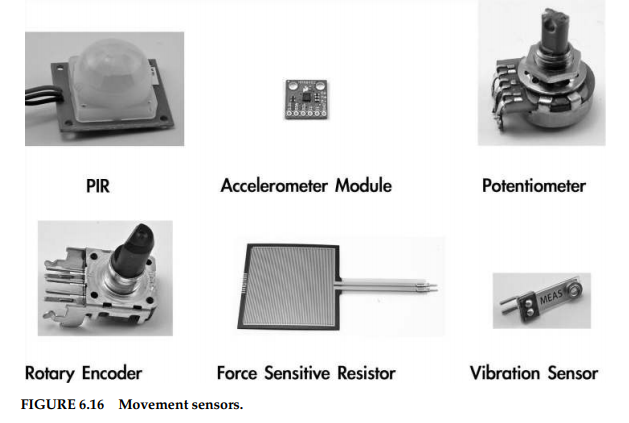 PIR
Accelerometer Module
Potentiometer
MEAS
Rotary Encoder
Force Sensitive Resistor
Vibration Sensor
FIGURE 6.16 Movement sensors.